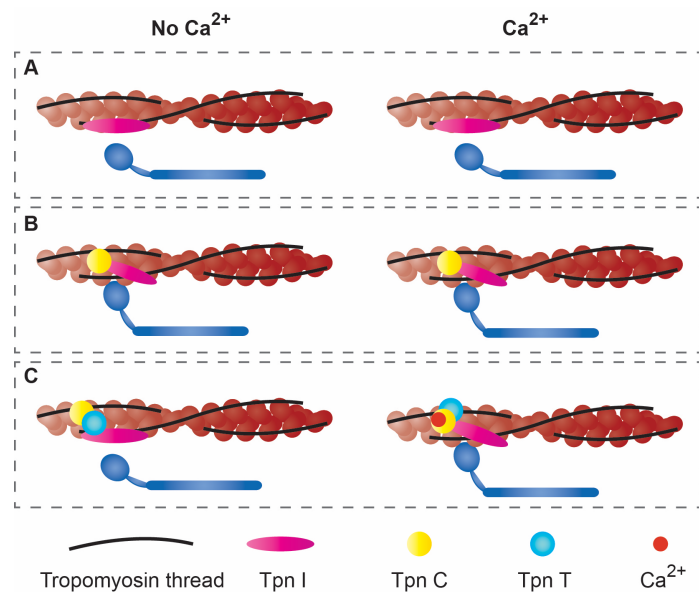 No Ca²⁺ Ca²⁺
A
B
C
Tropomyosin thread Tpn I Tpn C Tpn T Ca²⁺